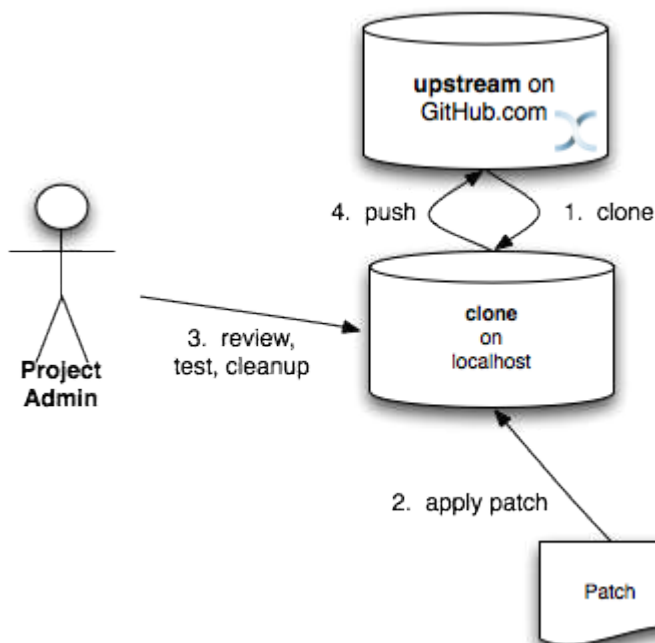 upstream on
GitHub.com
4. push
1. clone
clone
on
localhost
3. review,
test, cleanup
Project
Admin
2. apply patch
Patch